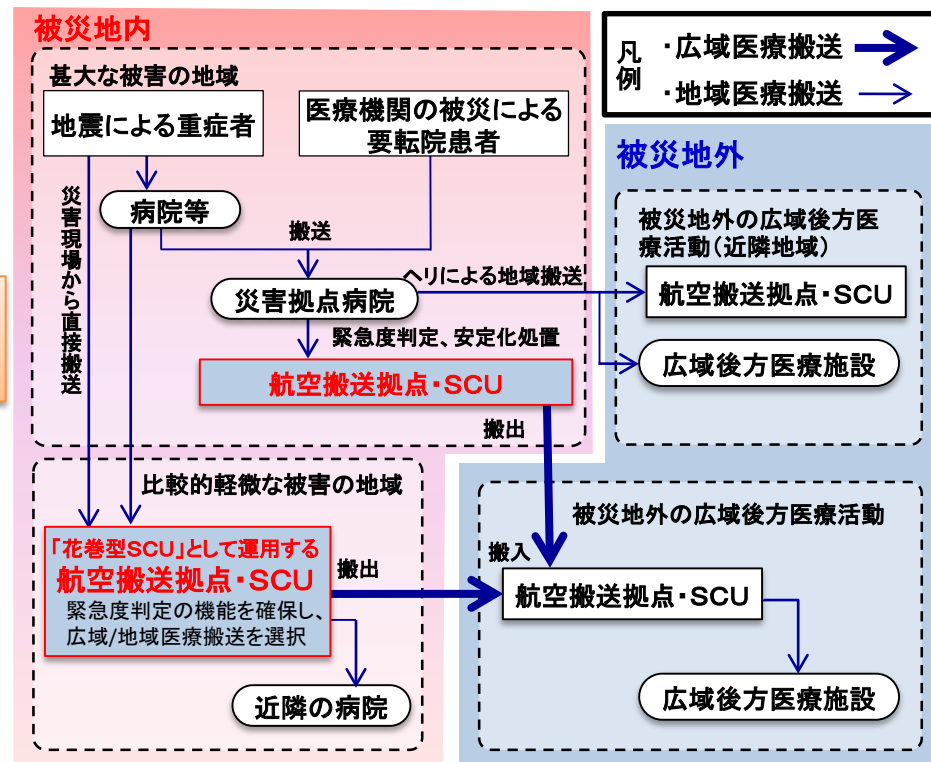 被災地内
甚大な被害の地域
地震による重症者
医療機関の被災による
要転院患者
災害現場から直接搬送
病院等
搬送
ヘリによる地域搬送
災害拠点病院
緊急度判定、安定化処置
航空搬送拠点・SCU
搬出
比較的軽微な被害の地域
「花巻型SCU」として運用する
航空搬送拠点・SCU
緊急度判定の機能を確保し、
広域/地域医療搬送を選択
搬出
近隣の病院
凡例
・広域医療搬送
・地域医療搬送
被災地外
被災地外の広域後方医
療活動(近隣地域)
航空搬送拠点・SCU
広域後方医療施設
被災地外の広域後方医療活動
搬入
航空搬送拠点・SCU
広域後方医療施設